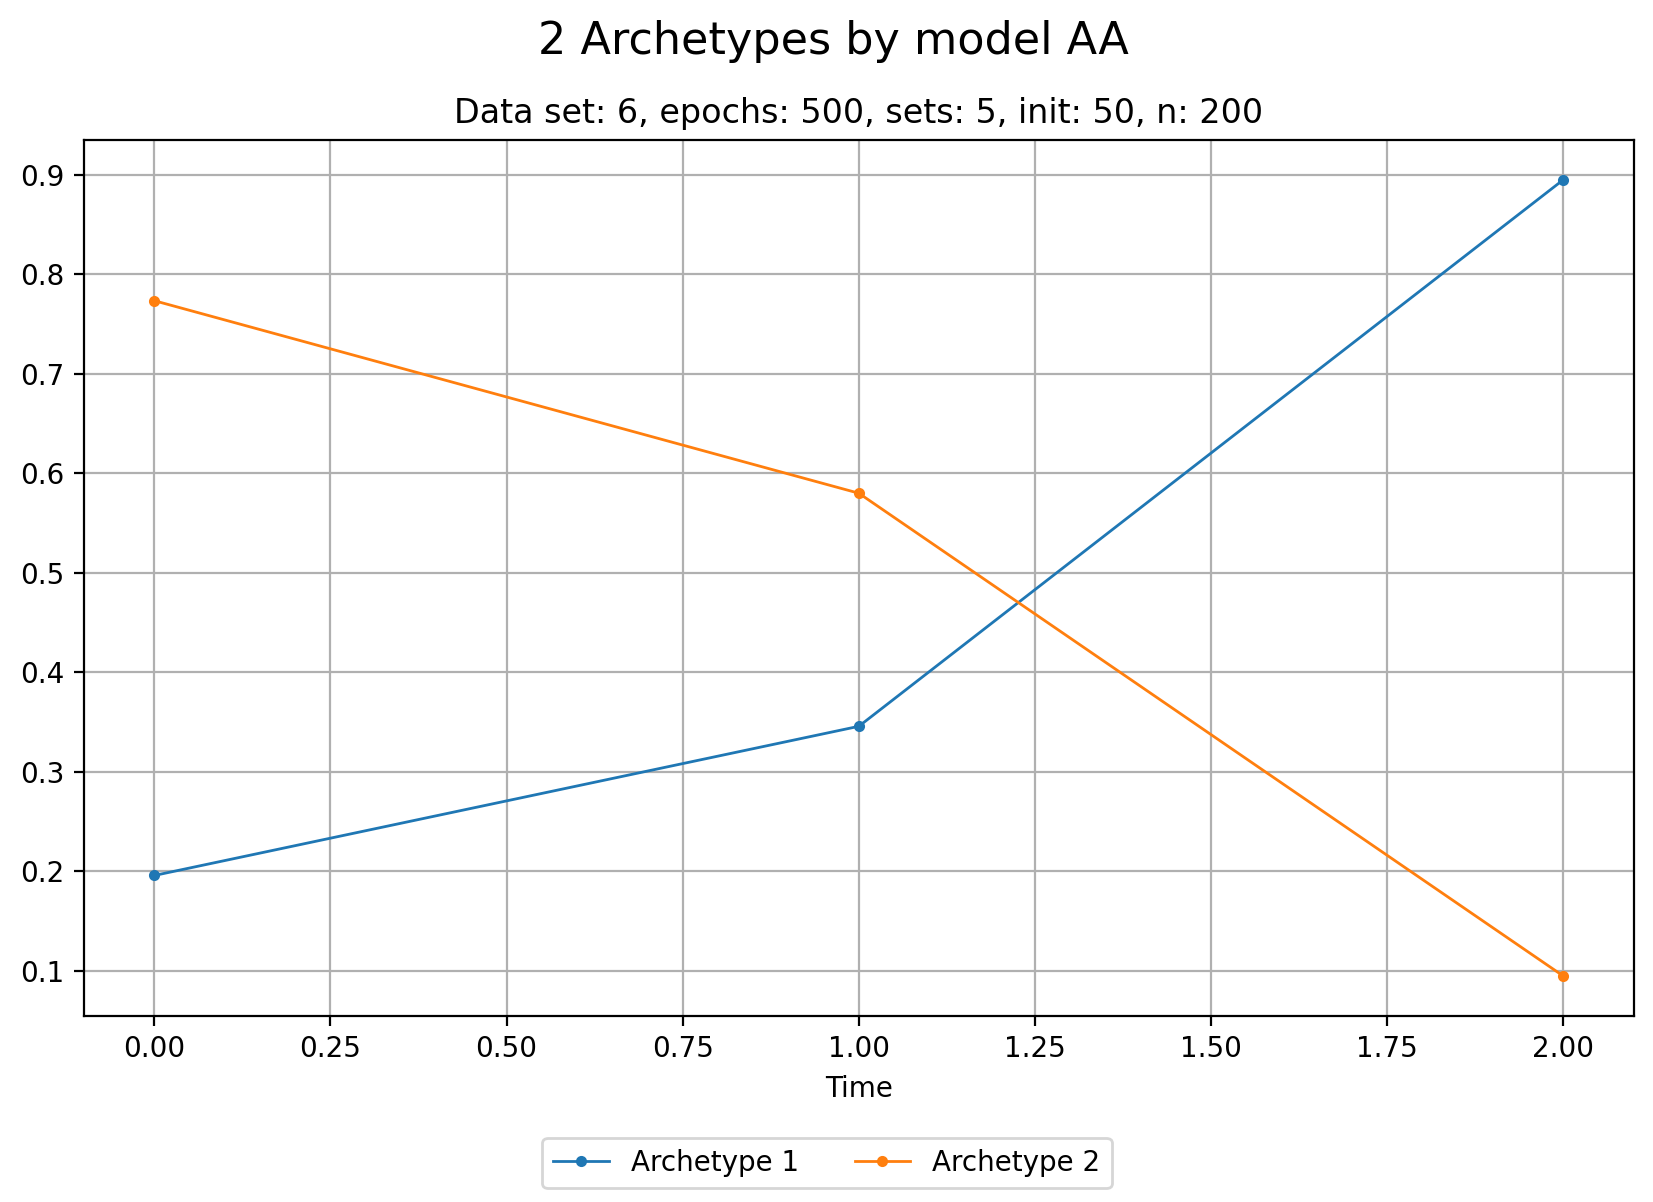 2 Archetypes by model AA
Data set: 6, epochs: 500, sets: 5, init: 50, n: 200
0.9
0.8
0.7
0.6
0.5
0.4
0.3
0.2
0.1
0.00 0.25 0.50 0.75 1.00 1.25 1.50 1.75 2.00
Time
Archetype 1 Archetype 2